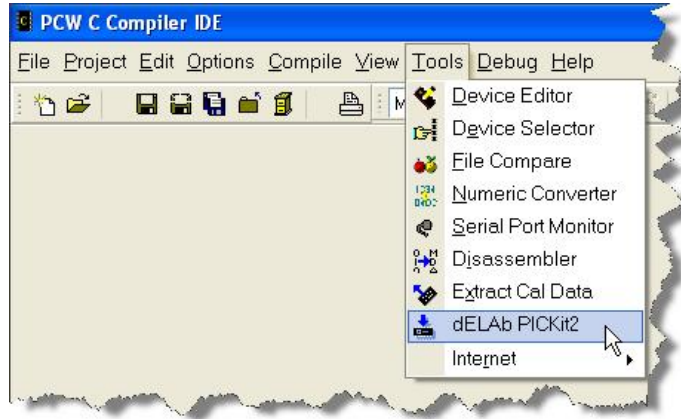 PCW C Compiler IDE
File Project Edit Options Compile View Tools Debug Help
M
Device Editor
Device Selector
File Compare
Numeric Converter
Serial Port Monitor
Disassembler
Extract Cal Data
dELAb PICKit2
Internet